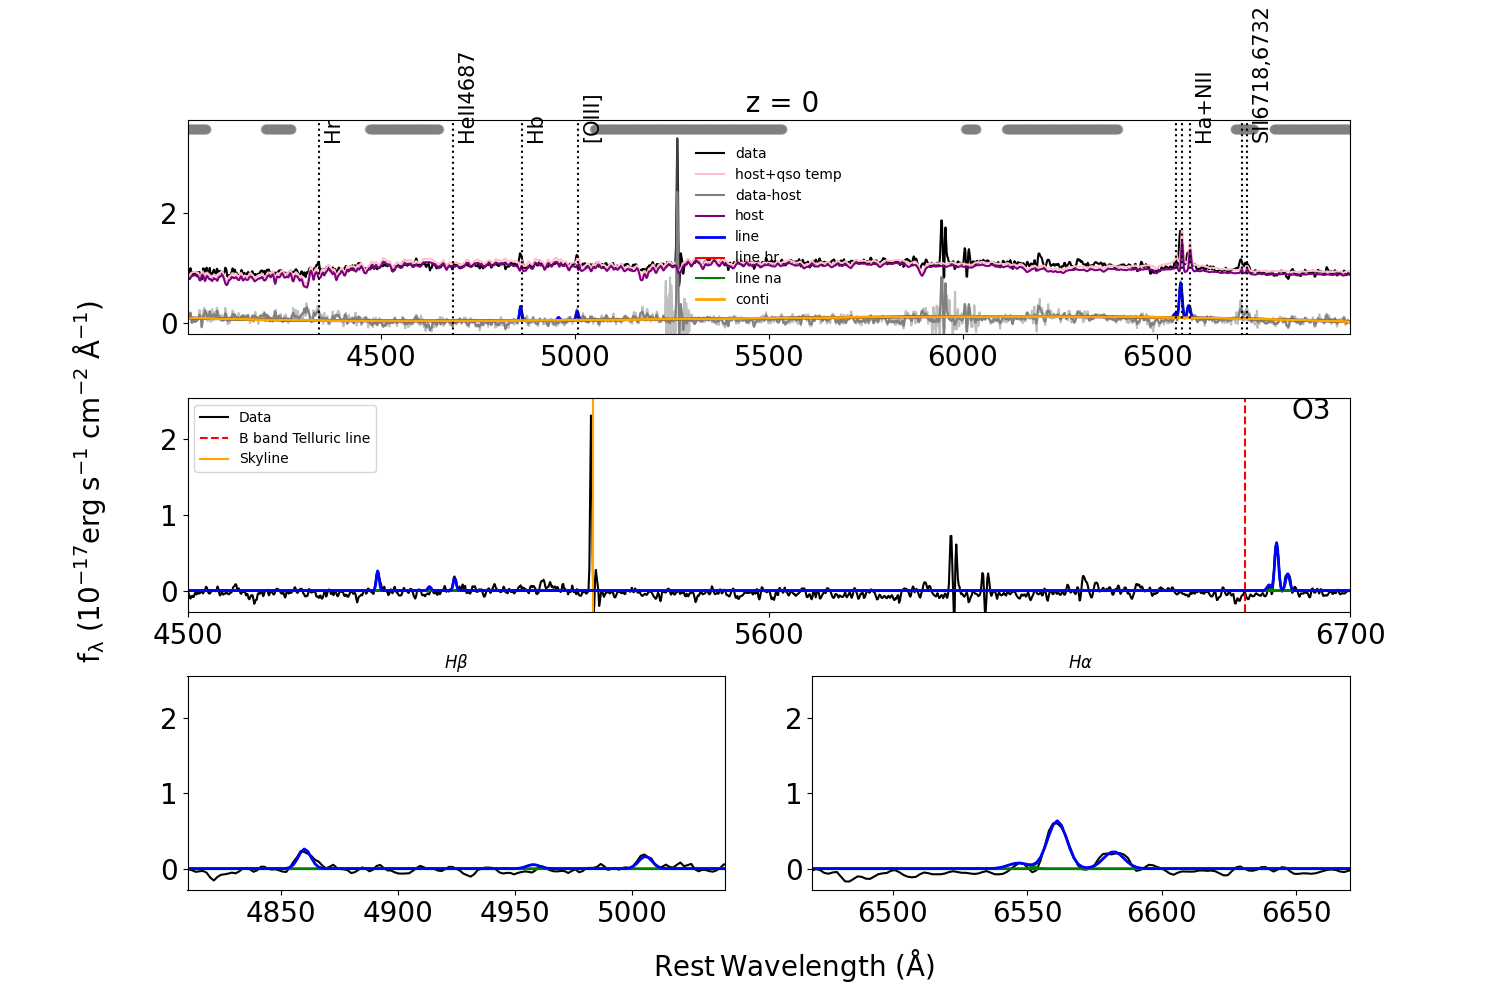 z = 0
Hr
HeII4687
Hb
[OIII]
Ha+NII
SII6718,6732
data
host+qso temp
data-host
host
line
line br
line na
conti
2
0
4500
5000
5500
6000
6500
Data
B band Telluric line
Skyline
O3
2
1
0
4500
5600
6700
fλ (10⁻¹⁷erg s⁻¹ cm⁻² Å⁻¹)
Hβ
2
1
0
4850
4900
4950
5000
Hα
2
1
0
6500
6550
6600
6650
Rest Wavelength (Å)